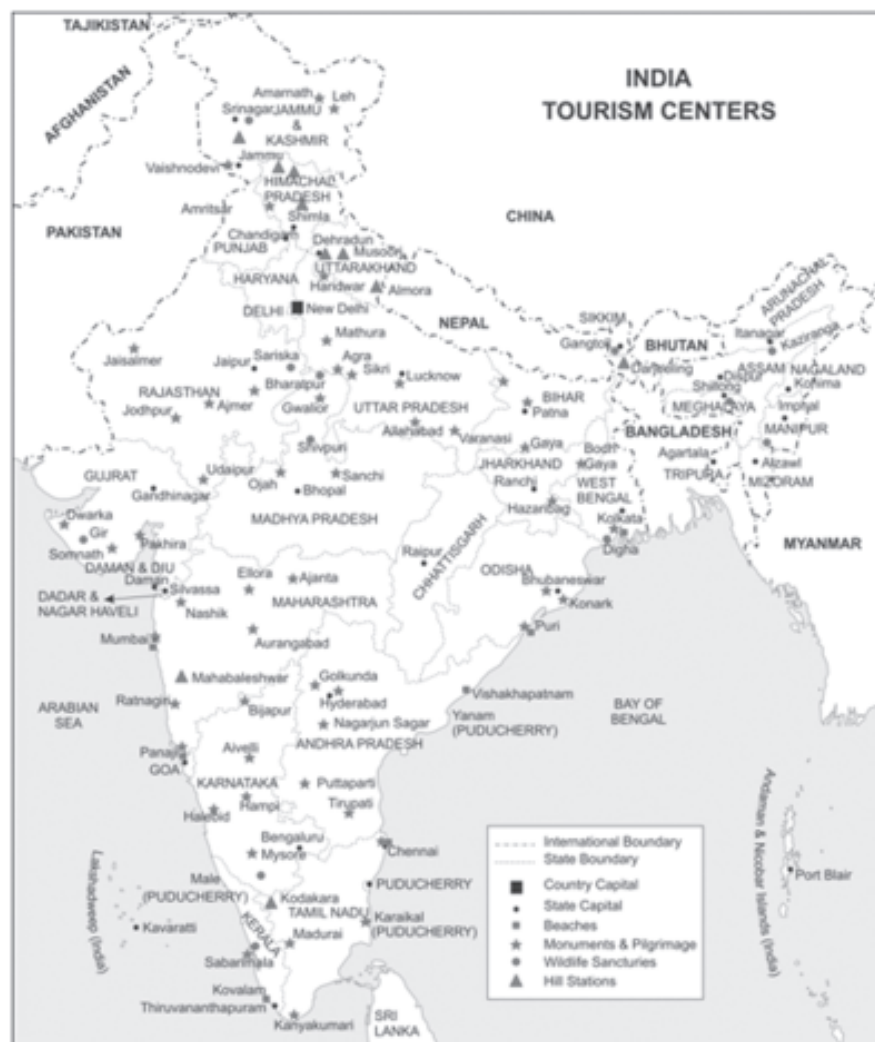 TAJIKISTAN
INDIA
TOURISM CENTERS
AFGHANISTAN
Amarnath
Leh
Srinagar
JAMMU
&
KASHMIR
Vaishnodevi
Jammu
HIMACHAL
PRADESH
Amritsar
Shimla
CHINA
PAKISTAN
Chandigarh
PUNJAB
Dehradun
Musoori
UTTARAKHAND
HARYANA
Haridwar
Almora
DELHI
New Delhi
NEPAL
SIKKIM
ARUNACHAL
PRADESH
Itanagar
Kaziranga
Gangtok
BHUTAN
Darjeeling
ASSAM
NAGALAND
Dispur
Kohima
Shillong
MEGHALAYA
Imphal
MANIPUR
BANGLADESH
Agartala
TRIPURA
Aizawl
MIZORAM
MYANMAR
Mathura
Jaisalmer
Jaipur
Sariska
Agra
Sikri
Lucknow
Bharatpur
RAJASTHAN
Ajmer
Gwalior
UTTAR PRADESH
BIHAR
Patna
Jodhpur
Allahabad
Varanasi
Shivpuri
Gaya
Bodh
Gaya
JHARKHAND
Ranchi
WEST
BENGAL
Hazaribag
Kolkata
Digha
GUJRAT
Udaipur
Ojah
Sanchi
Gandhinagar
Bhopal
MADHYA PRADESH
Dwarka
Gir
Somnath
Pakhira
DAMAN & DIU
Daman
Silvassa
DADAR &
NAGAR HAVELI
Nashik
Ellora
Ajanta
MAHARASHTRA
Raipur
CHHATTISGARH
ODISHA
Bhubaneswar
Konark
Puri
Mumbai
Aurangabad
Mahabaleshwar
Golkunda
Hyderabad
Vishakhapatnam
ARABIAN
SEA
Ratnagiri
Bijapur
Nagarjun Sagar
Yanam
(PUDUCHERRY)
BAY OF
BENGAL
Panaji
GOA
Aivelli
ANDHRA PRADESH
KARNATAKA
Hampi
Puttaparti
Tirupati
Halebid
Bengaluru
Mysore
Chennai
Male
(PUDUCHERRY)
PUDUCHERRY
Kodakara
TAMIL NADU
Karaikal
(PUDUCHERRY)
Lakshadweep (India)
Kavaratti
KERALA
Madurai
Sabarimala
Kovalam
Thiruvananthapuram
Kanyakumari
SRI
LANKA
Andaman & Nicobar Islands (India)
Port Blair
International Boundary
State Boundary
Country Capital
State Capital
Beaches
Monuments & Pilgrimage
Wildlife Sancturies
Hill Stations